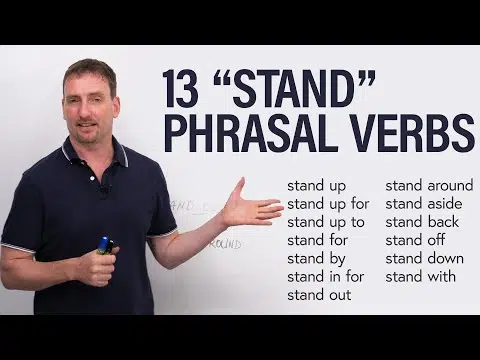 13 “STAND”
PHRASAL VERBS
stand up
stand up for
stand up to
stand for
stand by
stand in for
stand out
stand around
stand aside
stand back
stand off
stand down
stand with